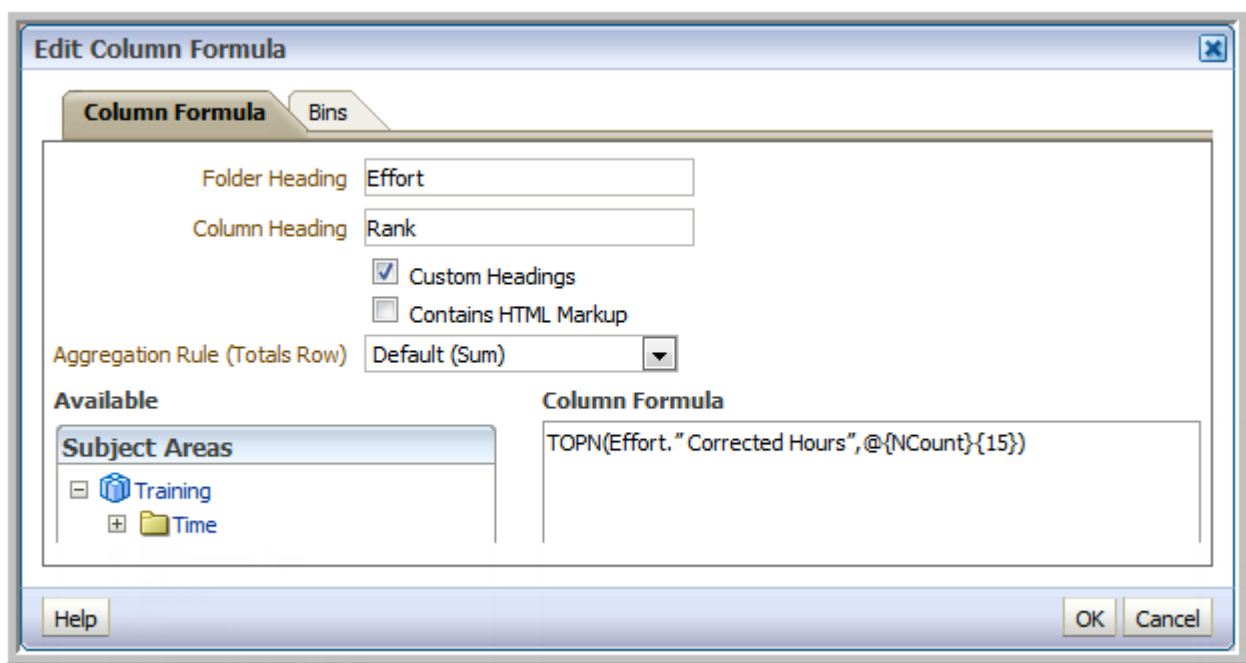 Edit Column Formula
Column Formula
Bins
Folder Heading Effort
Column Heading Rank
Custom Headings
Contains HTML Markup
Aggregation Rule (Totals Row) Default (Sum)
Available
Column Formula
Subject Areas
TOPN(Effort.”Corrected Hours”,@{NCount}{15})
Training
Time
Help
OK Cancel